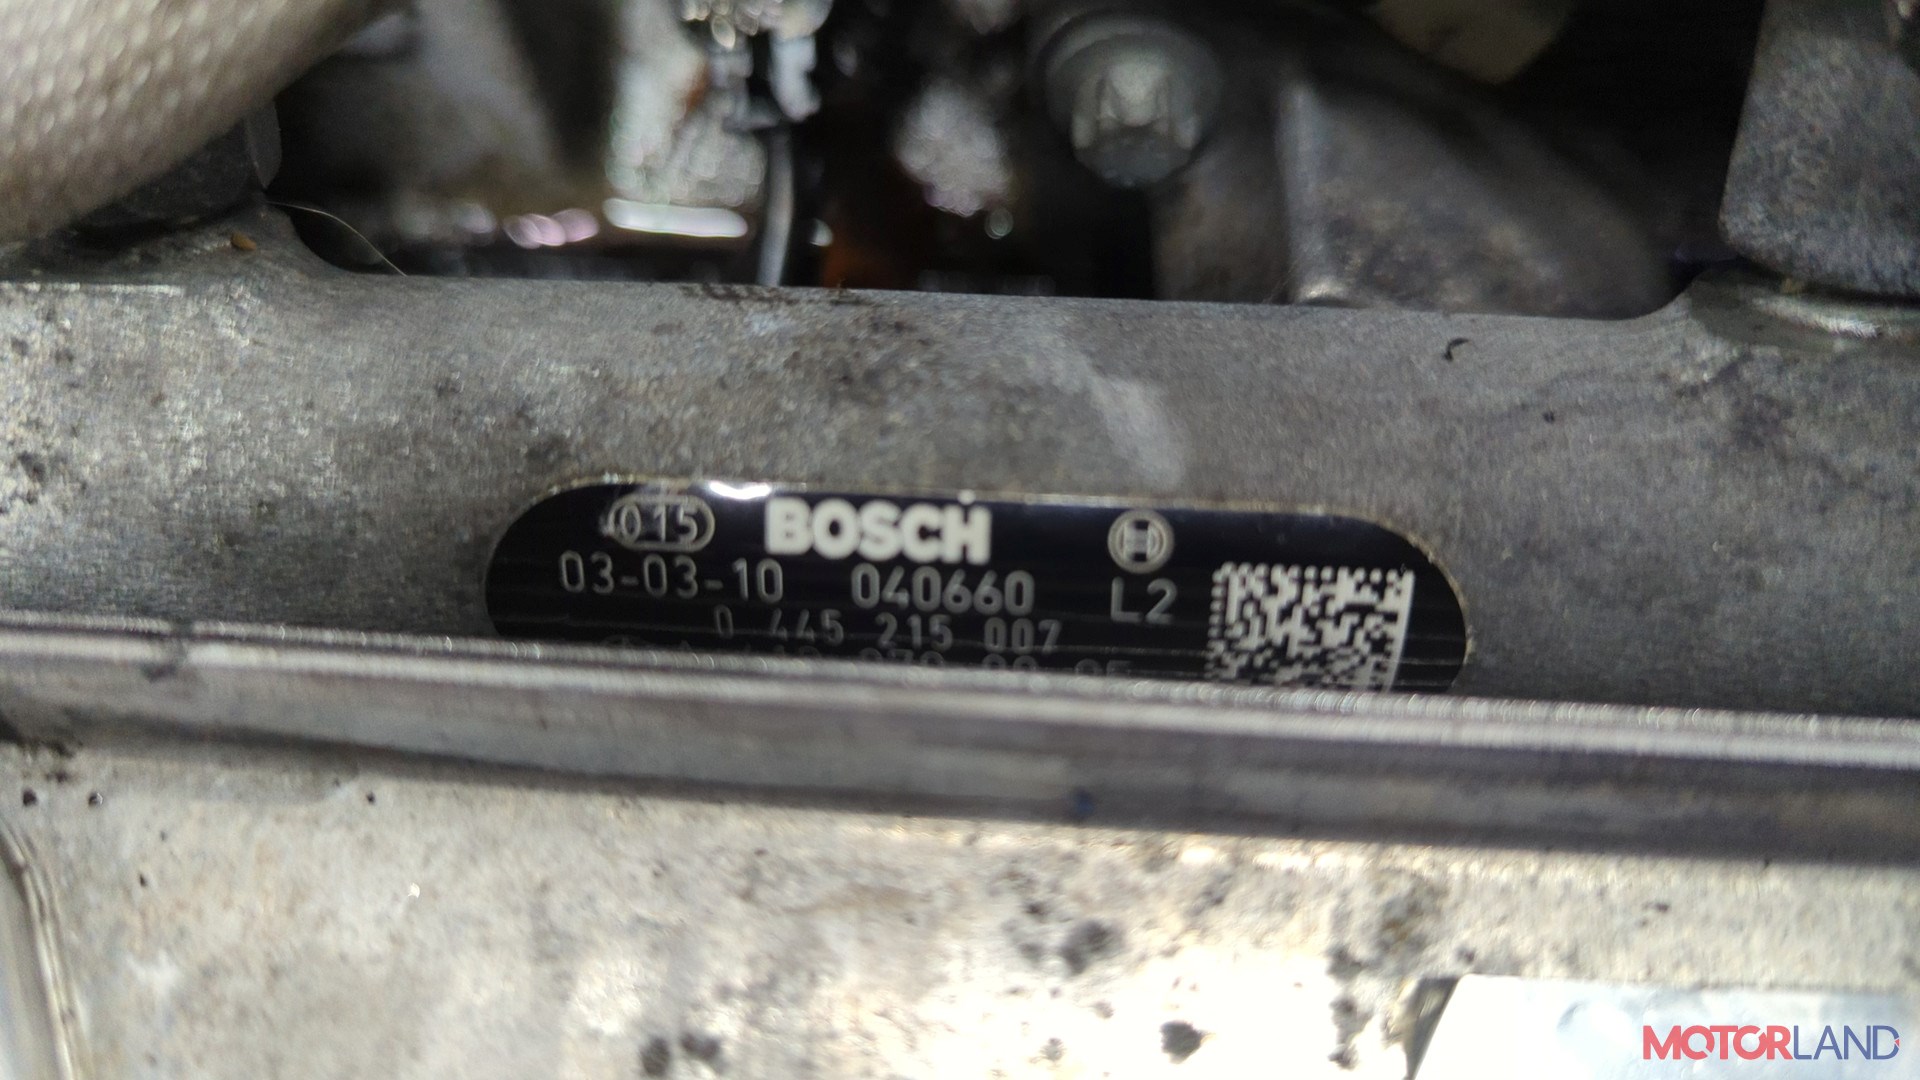 015 BOSCH
03-03-10 040660 L2
0 445 215 007
MOTORLAND